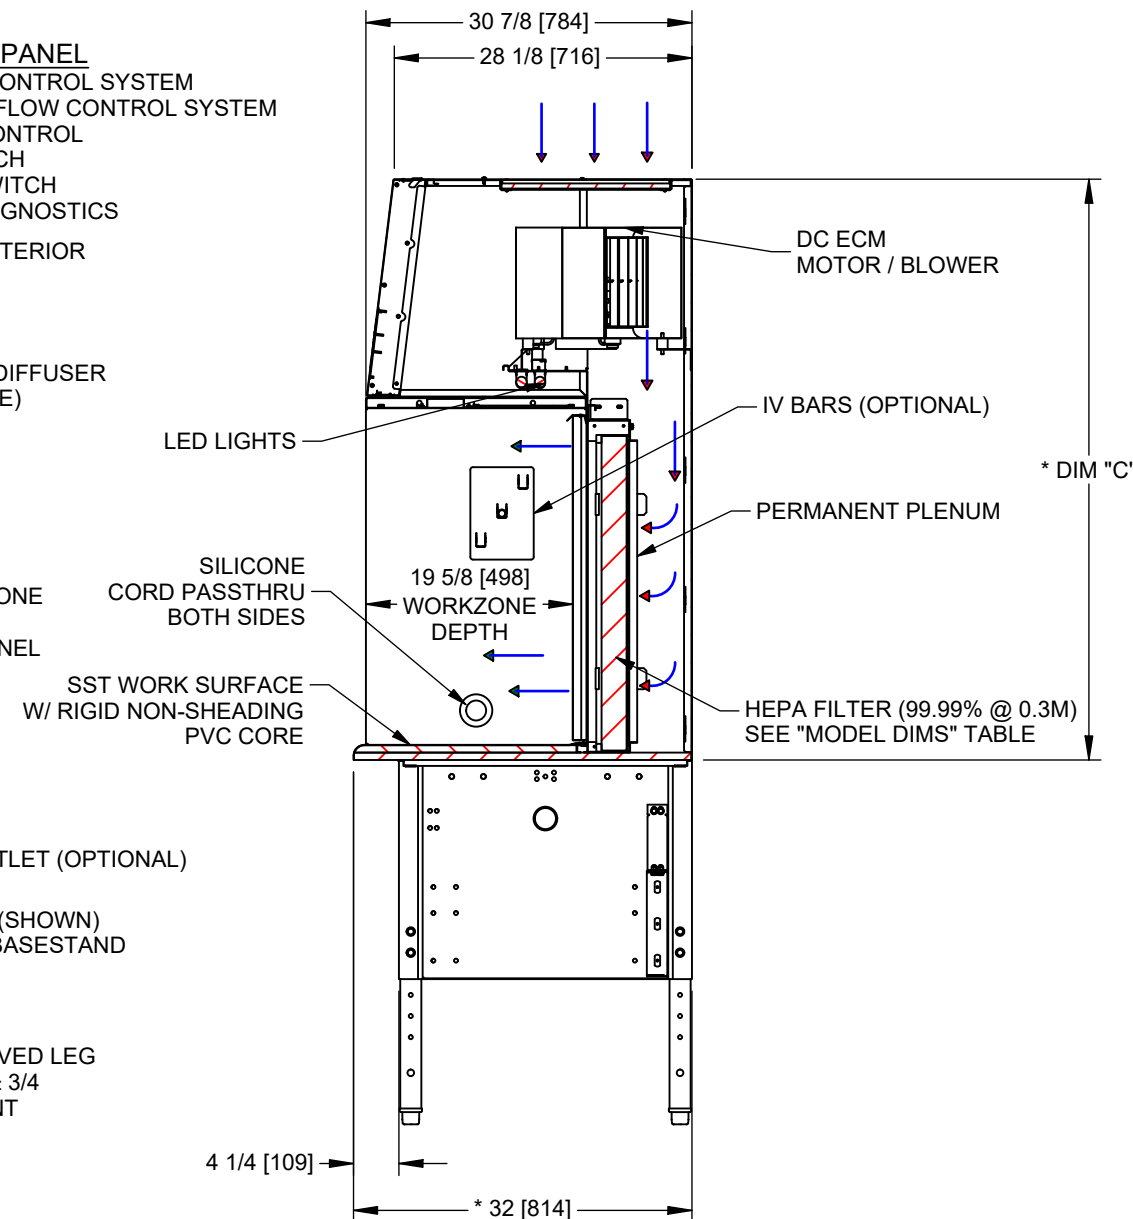 30 7/8 [784]
28 1/8 [716]
PANEL
ONTROL SYSTEM
FLOW CONTROL SYSTEM
ONTROL
CH
WITCH
AGNOSTICS
TERIOR
DC ECM
MOTOR / BLOWER
DIFFUSER
E)
IV BARS (OPTIONAL)
LED LIGHTS
* DIM "C"
PERMANENT PLENUM
SILICONE
CORD PASSTHRU
BOTH SIDES
19 5/8 [498]
WORKZONE
DEPTH
ONE
NEL
SST WORK SURFACE
W/ RIGID NON-SHEADING
PVC CORE
HEPA FILTER (99.99% @ 0.3M)
SEE "MODEL DIMS" TABLE
TLET (OPTIONAL)
(SHOWN)
BASESTAND
VED LEG
3/4
NT
4 1/4 [109]
* 32 [814]